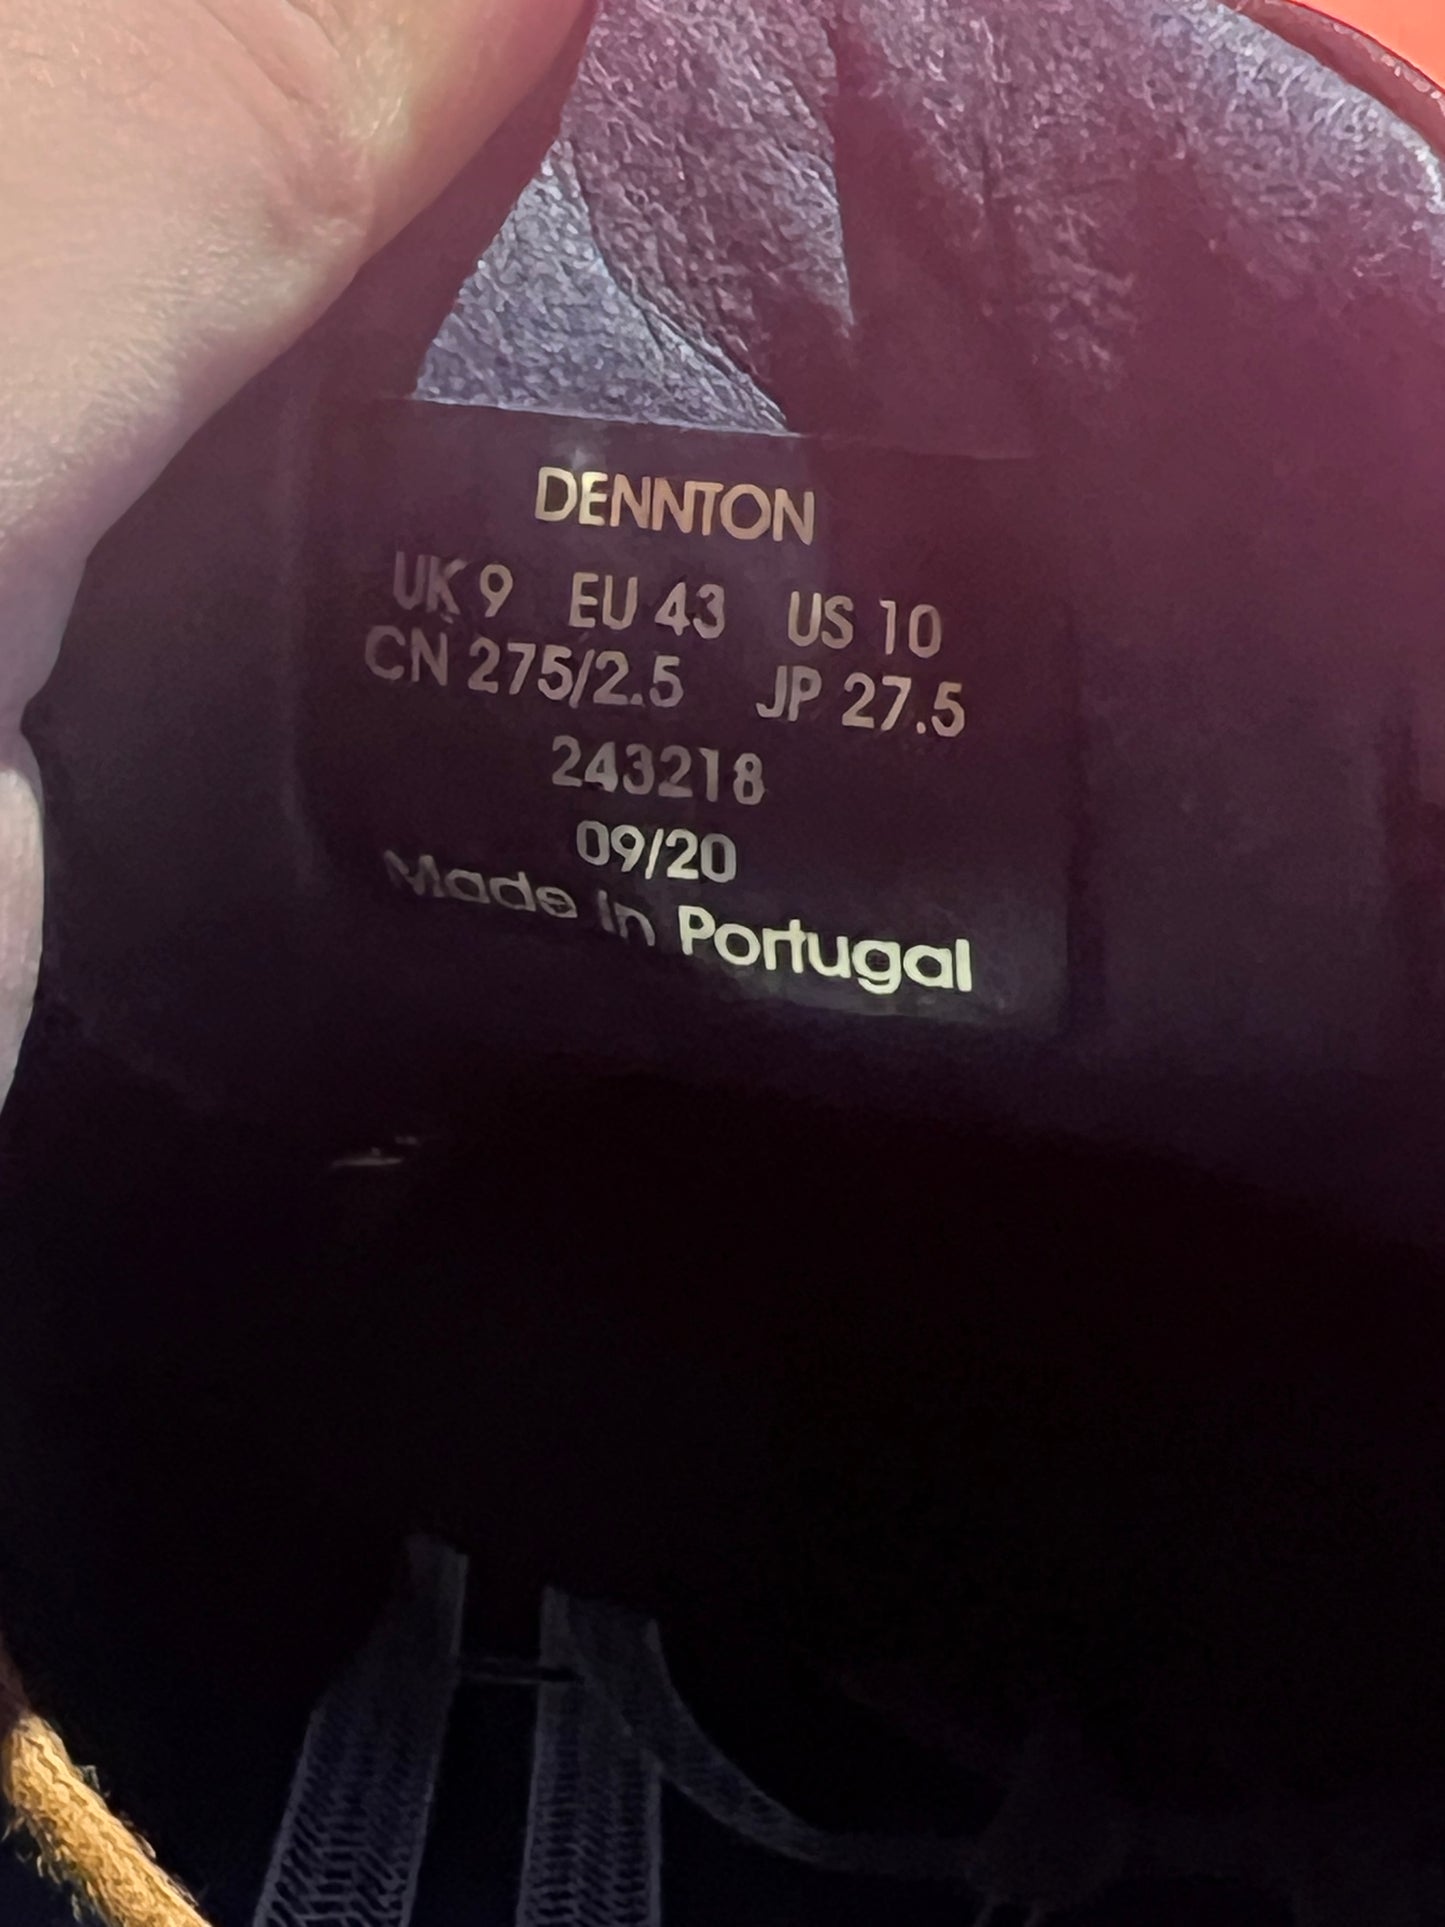 DENNTON
UK 9 EU 43 US 10
CN 275/2.5 JP 27.5
243218
09/20
Made in Portugal